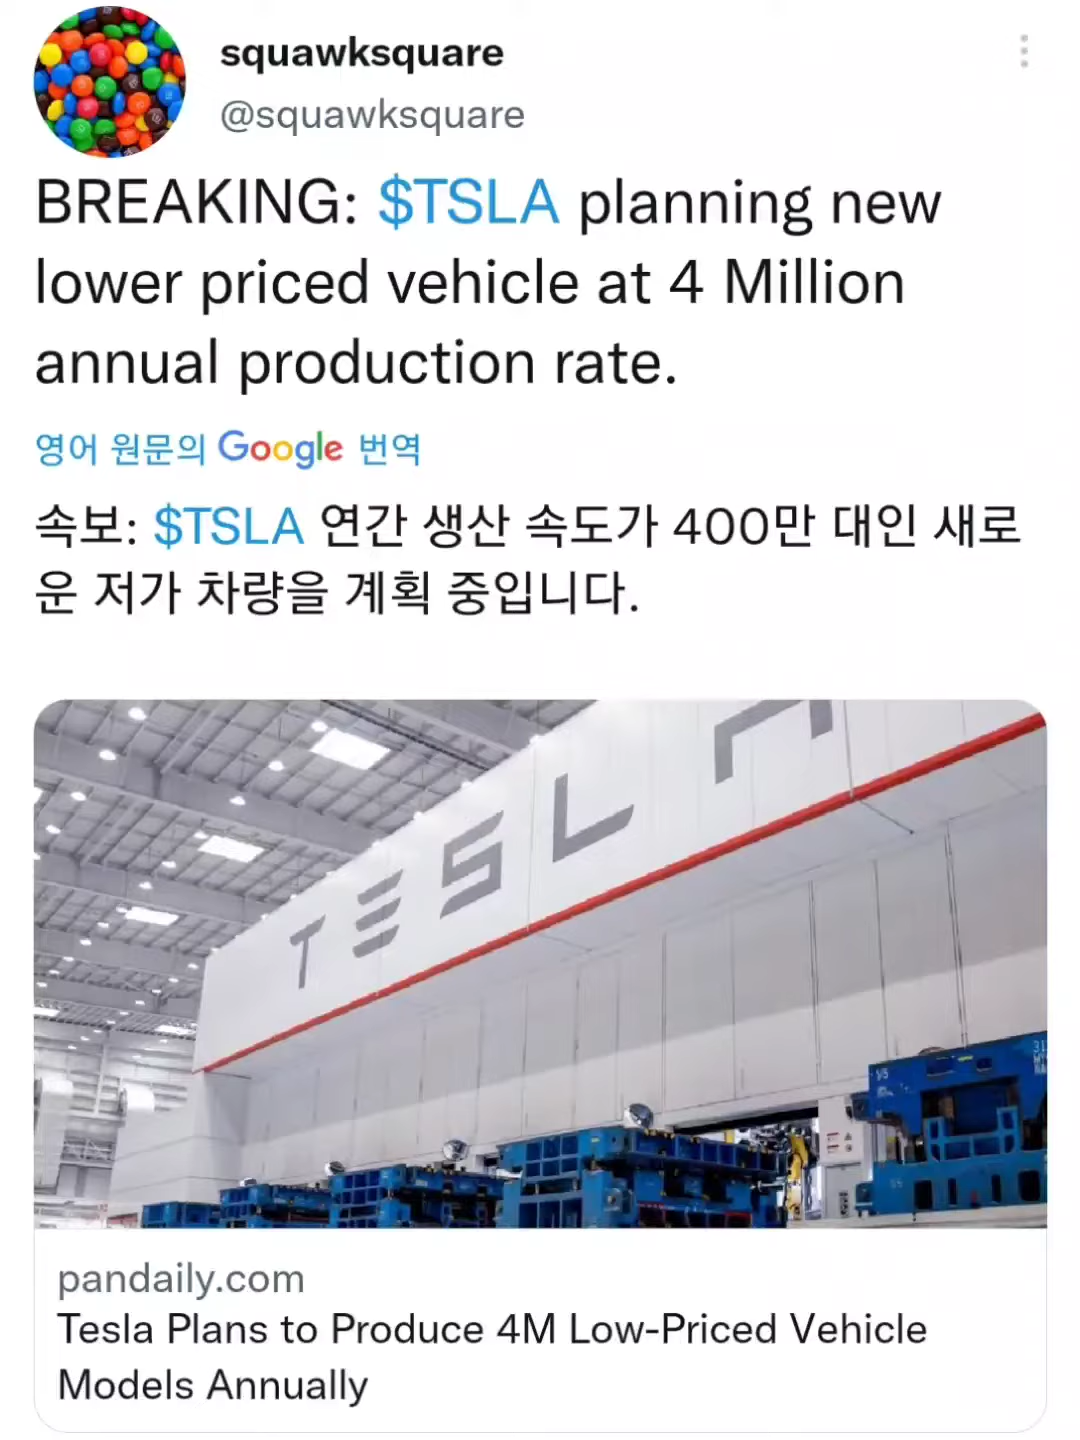 squawksquare
@squawksquare
BREAKING: $TSLA planning new
lower priced vehicle at 4 Million
annual production rate.
영어 원문의 Google 번역
속보: $TSLA 연간 생산 속도가 400만 대인 새로
운 저가 차량을 계획 중입니다.
TESLA
pandaily.com
Tesla Plans to Produce 4M Low-Priced Vehicle
Models Annually